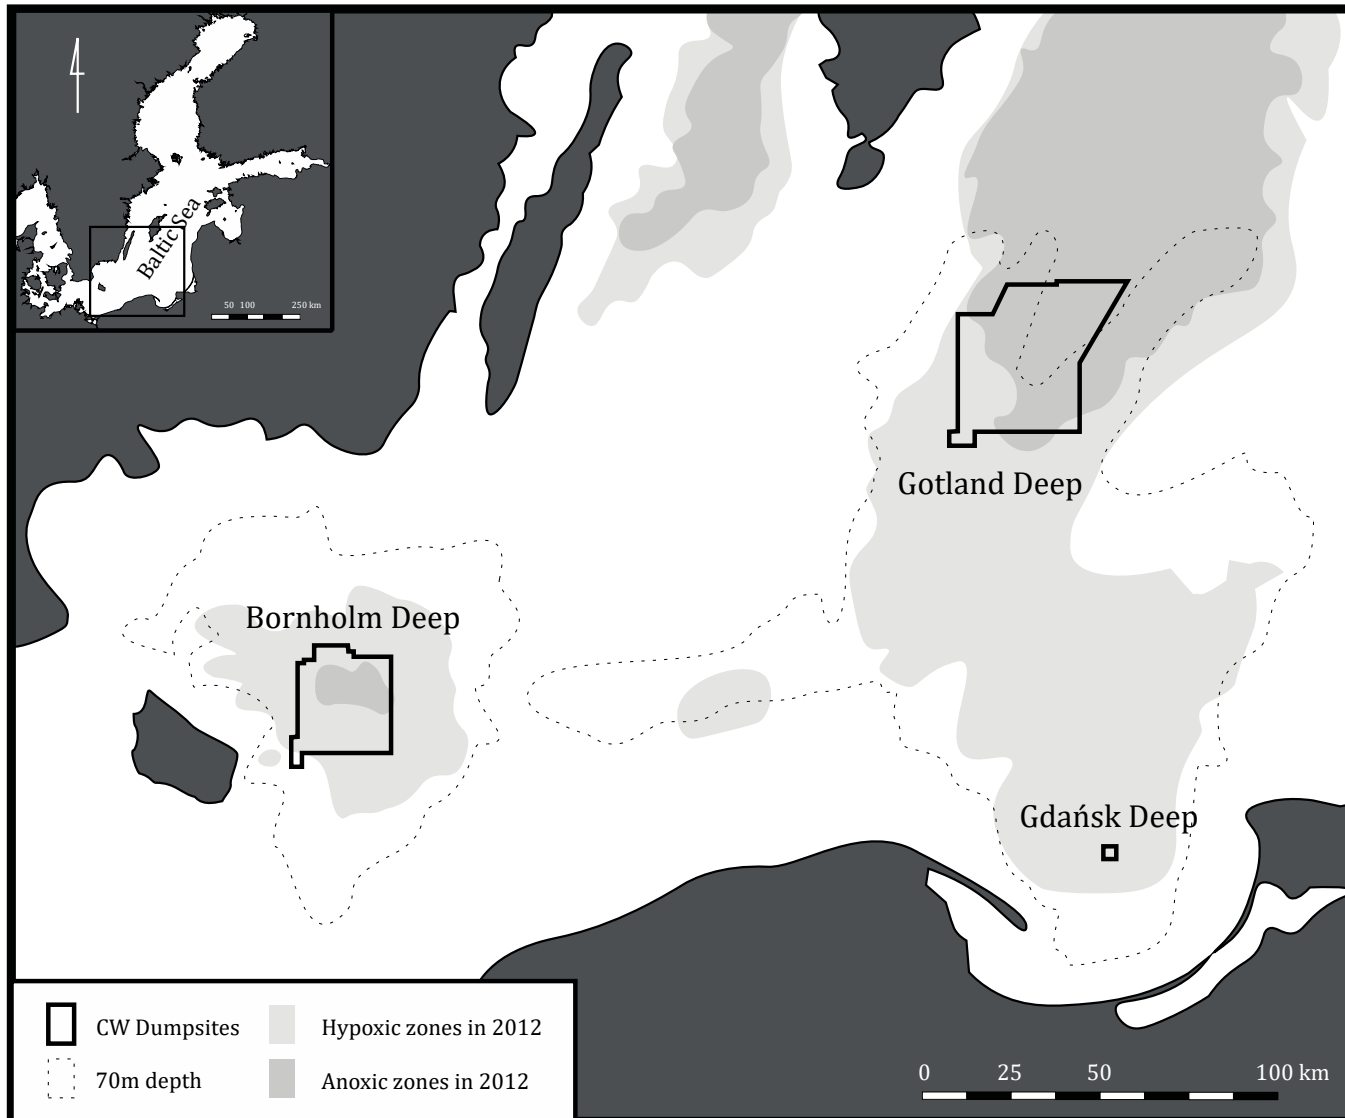 Baltic Sea
50 100 250 km
Gotland Deep
Bornholm Deep
Gdańsk Deep
CW Dumpsites
Hypoxic zones in 2012
70m depth
Anoxic zones in 2012
0 25 50 100 km